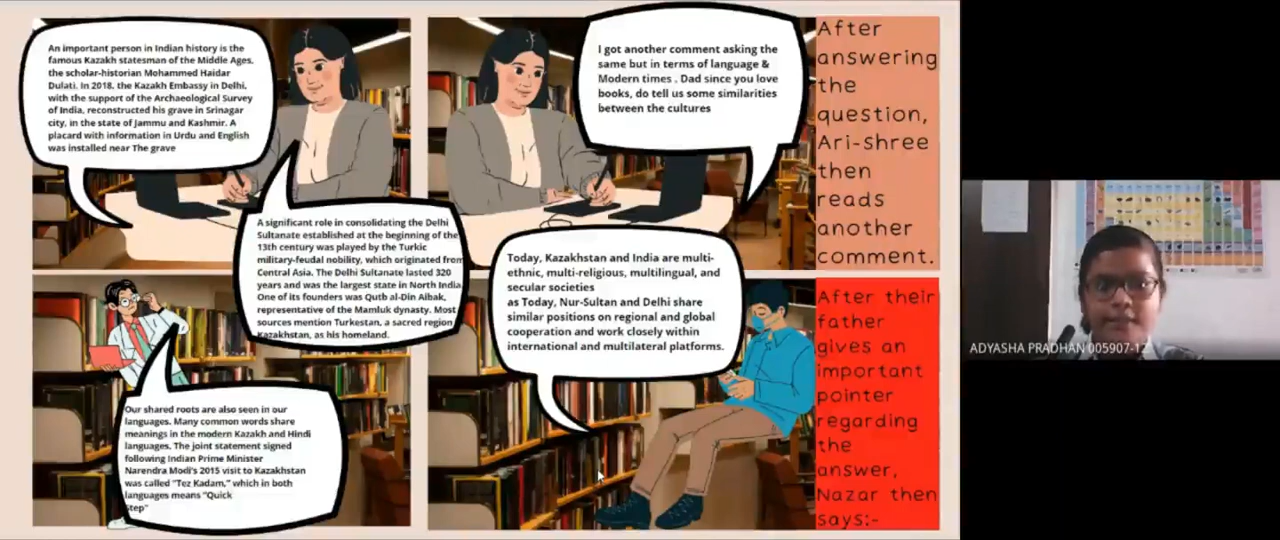 An important person in Indian history is the
famous Kazakh statesman of the Middle Ages,
the scholar-historian Mohammed Haidar
Dulati. In 2018, the Kazakh Embassy in Delhi,
with the support of the Archaeological Survey
of India, reconstructed his grave in Srinagar
city, in the state of Jammu and Kashmir. A
placard with information in Urdu and English
was installed near The grave
A significant role in consolidating the Delhi
Sultanate established at the beginning of the
13th century was played by the Turkic
military-feudal nobility, which originated from
Central Asia. The Delhi Sultanate lasted 320
years and was the largest state in North India.
One of its founders was Qutb al-Din Aibak,
representative of the Mamluk dynasty. Most
sources mention Turkestan, a sacred region
Kazakhstan, as his homeland.
I got another comment asking the
same but in terms of language &
Modern times . Dad since you love
books, do tell us some similarities
between the cultures
After
answering
the
question,
Ari-shree
then
reads
another
comment.
Our shared roots are also seen in our
languages. Many common words share
meanings in the modern Kazakh and Hindi
languages. The joint statement signed
following Indian Prime Minister
Narendra Modi's 2015 visit to Kazakhstan
was called "Tez Kadam," which in both
languages means "Quick
Step"
Today, Kazakhstan and India are multi-
ethnic, multi-religious, multilingual, and
secular societies
as Today, Nur-Sultan and Delhi share
similar positions on regional and global
cooperation and work closely within
international and multilateral platforms.
After their
father
gives an
important
pointer
regarding
the
answer,
Nazar then
says:-
ADYASHA PRADHAN 005907-12